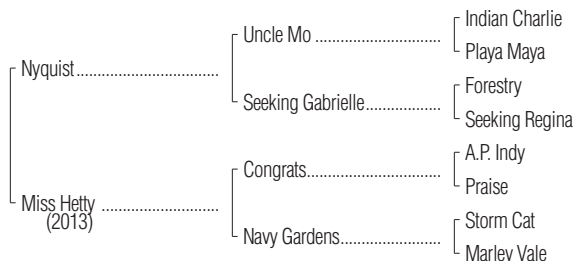 Indian Charlie
Uncle Mo
Playa Maya
Nyquist
Forestry
Seeking Gabrielle
Seeking Regina
A.P. Indy
Congrats
Praise
Miss Hetty
(2013)
Storm Cat
Navy Gardens
Marley Vale